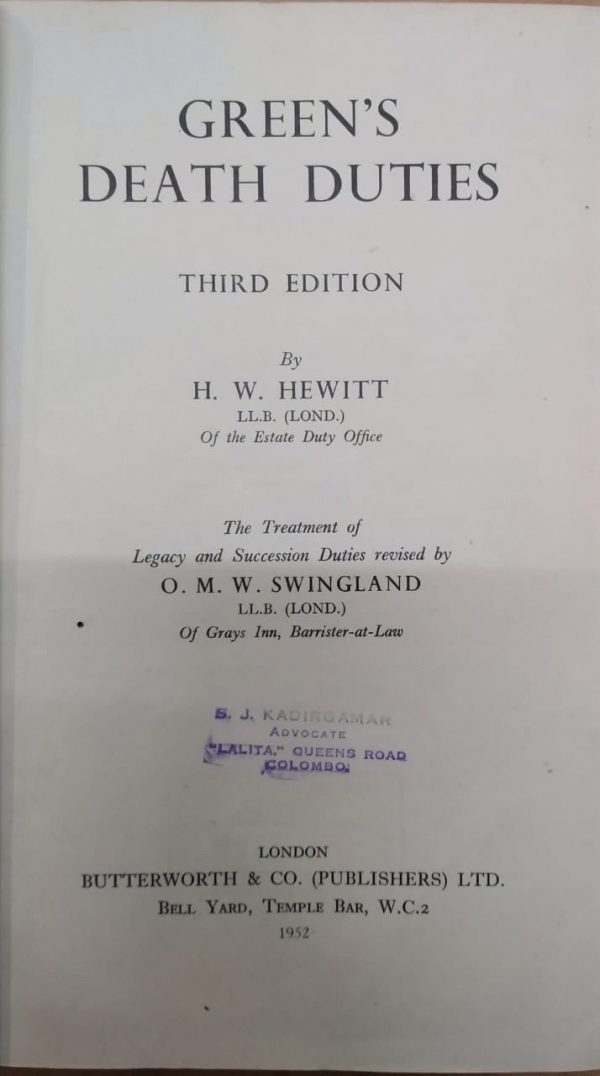 GREEN'S
DEATH DUTIES
THIRD EDITION
By
H. W. HEWITT
LL.B. (LOND.)
Of the Estate Duty Office
The Treatment of
Legacy and Succession Duties revised by
O. M. W. SWINGLAND
LL.B. (LOND.)
Of Grays Inn, Barrister-at-Law
S. J. KADIRGAMAR
ADVOCATE
"LALITA," QUEENS ROAD
COLOMBO.
LONDON
BUTTERWORTH & CO. (PUBLISHERS) LTD.
BELL YARD, TEMPLE BAR, W.C.2
1952